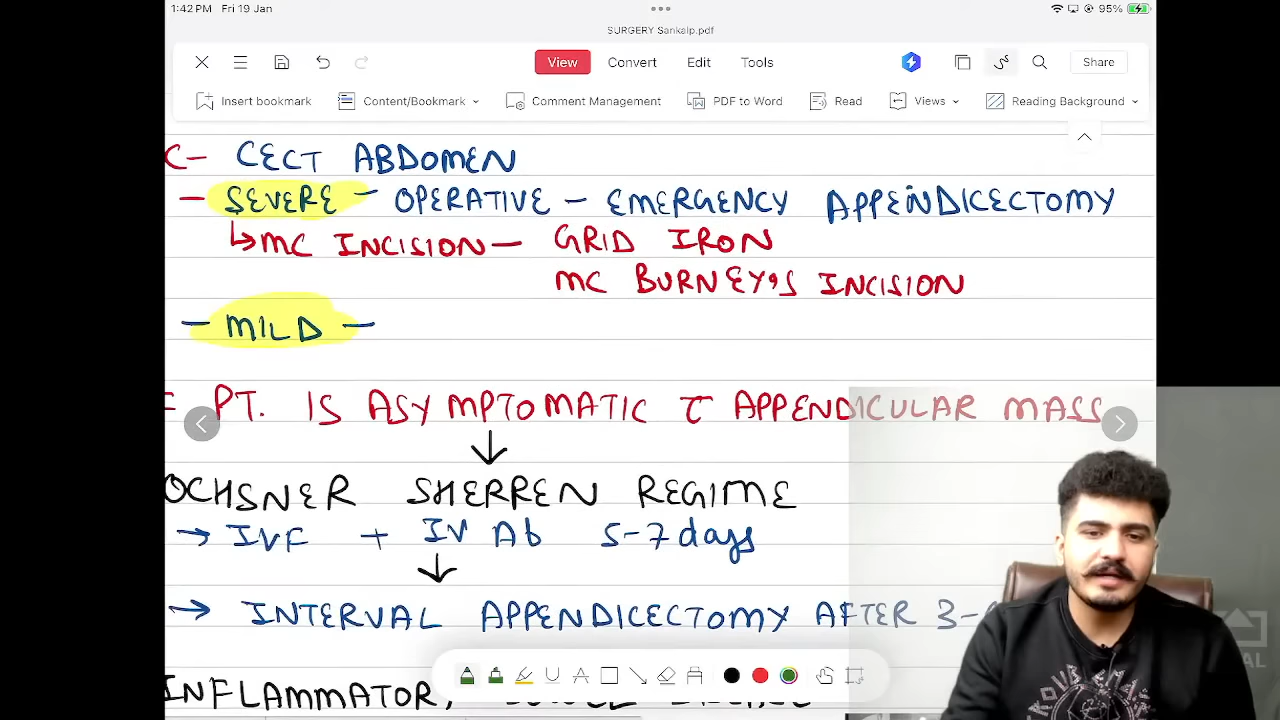 1:42 PM Fri 19 Jan
95%
SURGERY Sankalp.pdf
View Convert Edit Tools
Share
Insert bookmark Content/Bookmark Comment Management PDF to Word Read Views Reading Background
C- CECT ABDOMEN
- SEVERE - OPERATIVE - EMERGENCY APPENDICECTOMY
↳ MC INCISION - GRID IRON
MC BURNEY'S INCISION
- MILD -
PT. IS ASYMPTOMATIC c̄ APPENDICULAR MASS
↓
OCHSNER SHERREN REGIME
→ IVF + IV Ab 5-7 days
↓
→ INTERVAL APPENDICECTOMY AFTER 3-
INFLAMMATORY